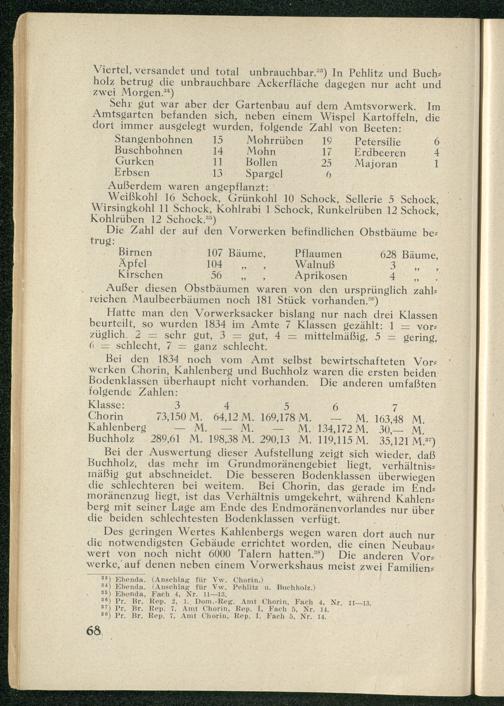 Viertel, versandet und total unbrauchbar.²³) In Pehlitz und Buch=
holz betrug die unbrauchbare Ackerfläche dagegen nur acht und
zwei Morgen.²⁴)
Sehr gut war aber der Gartenbau auf dem Amtsvorwerk. Im
Amtsgarten befanden sich, neben einem Wispel Kartoffeln, die
dort immer ausgelegt wurden, folgende Zahl von Beeten:
Stangenbohnen 15 Mohrrüben 19 Petersilie 6
Buschbohnen 14 Mohn 17 Erdbeeren 4
Gurken 11 Bollen 25 Majoran 1
Erbsen 13 Spargel 6
Außerdem waren angepflanzt:
Weißkohl 16 Schock, Grünkohl 10 Schock, Sellerie 5 Schock,
Wirsingkohl 11 Schock, Kohlrabi 1 Schock, Runkelrüben 12 Schock,
Kohlrüben 12 Schock.²⁵)
Die Zahl der auf den Vorwerken befindlichen Obstbäume be=
trug:
Birnen 107 Bäume, Pflaumen 628 Bäume,
Äpfel 104 „ , Walnuß 3 „ ,
Kirschen 56 „ , Aprikosen 4 „ .
Außer diesen Obstbäumen waren von den ursprünglich zahl=
reichen Maulbeerbäumen noch 181 Stück vorhanden.²⁶)
Hatte man den Vorwerksacker bislang nur nach drei Klassen
beurteilt, so wurden 1834 im Amte 7 Klassen gezählt: 1 = vor=
züglich, 2 = sehr gut, 3 = gut, 4 = mittelmäßig, 5 = gering,
6 = schlecht, 7 = ganz schlecht.
Bei den 1834 noch vom Amt selbst bewirtschafteten Vor=
werken Chorin, Kahlenberg und Buchholz waren die ersten beiden
Bodenklassen überhaupt nicht vorhanden. Die anderen umfaßten
folgende Zahlen:
Klasse: 3 4 5 6 7
Chorin 73,150 M. 64,12 M. 169,178 M. — M. 163,48 M.
Kahlenberg — M. — M. — M. 134,172 M. 30,— M.
Buchholz 289,61 M. 198,38 M. 290,13 M. 119,115 M. 35,121 M.²⁷)
Bei der Auswertung dieser Aufstellung zeigt sich wieder, daß
Buchholz, das mehr im Grundmoränengebiet liegt, verhältnis=
mäßig gut abschneidet. Die besseren Bodenklassen überwiegen
die schlechteren bei weitem. Bei Chorin, das gerade im End=
moränenzug liegt, ist das Verhältnis umgekehrt, während Kahlen=
berg mit seiner Lage am Ende des Endmoränenvorlandes nur über
die beiden schlechtesten Bodenklassen verfügt.
Des geringen Wertes Kahlenbergs wegen waren dort auch nur
die notwendigsten Gebäude errichtet worden, die einen Neubau=
wert von noch nicht 6000 Talern hatten.²⁸) Die anderen Vor=
werke, auf denen neben einem Vorwerkshaus meist zwei Familien=
²³) Ebenda. (Anschlag für Vw. Chorin.)
²⁴) Ebenda. (Anschlag für Vw. Pehlitz u. Buchholz.)
²⁵) Ebenda, Fach 4, Nr. 11—13.
²⁶) Pr. Br. Rep. 2, 1. Dom.-Reg. Amt Chorin, Fach 4, Nr. 11—13.
²⁷) Pr. Br. Rep. 7, Amt Chorin, Rep. I, Fach 5, Nr. 14.
²⁸) Pr. Br. Rep. 7, Amt Chorin, Rep. I, Fach 5, Nr. 14.
68